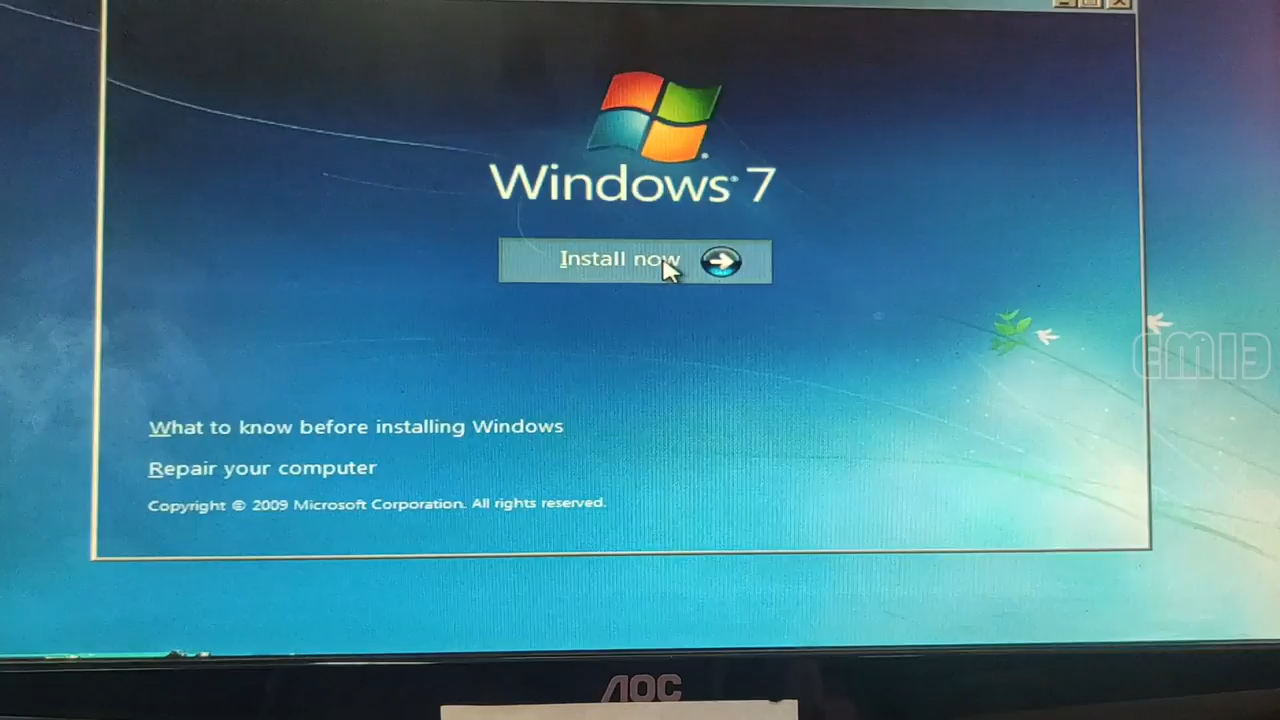 Windows® 7
Install now
CM13
What to know before installing Windows
Repair your computer
Copyright © 2009 Microsoft Corporation. All rights reserved.
AOC